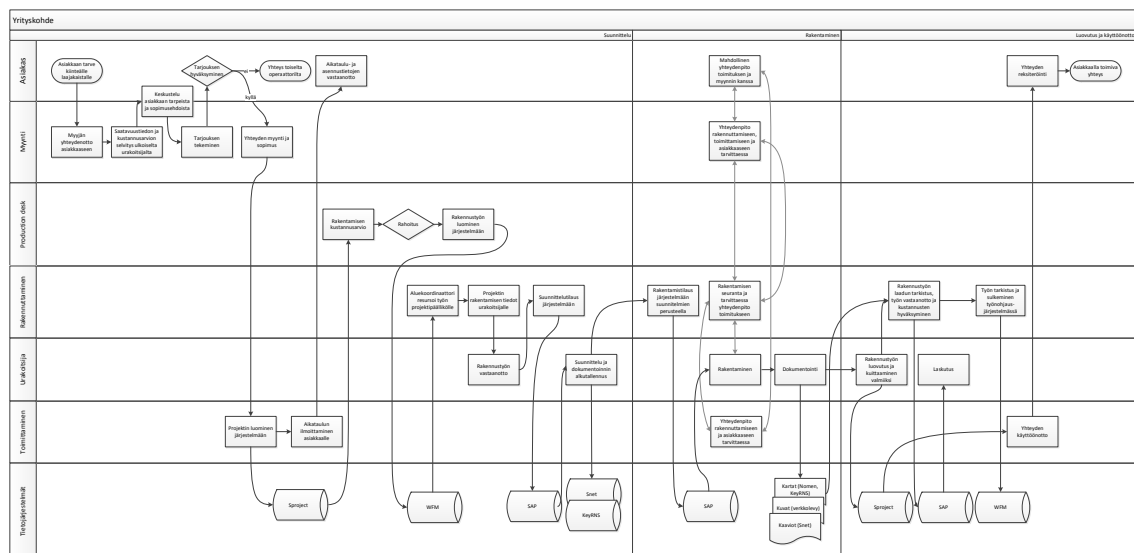 Yrityskohde
Suunnittelu
Rakentaminen
Luovutus ja käyttöönotto
Asiakas
Asiakkaan tarve
kiinteälle
laajakaistalle
Tarjouksen
hyväksyminen
ei
Yhteys toiselta
operaattorilta
Aikataulu- ja
asennustietojen
vastaanotto
Mahdollinen
yhteydenpito
toimituksen ja
myynnin kanssa
Yhteyden
rekisteröinti
Asiakkaalla toimiva
yhteys
kyllä
Myynti
Keskustelu
asiakkaan tarpeista
ja sopimusehdoista
Myyjän
yhteydenotto
asiakkaaseen
Saatavuustiedon ja
kustannusarvion
selvitys ulkoiselta
urakoitsijalta
Tarjouksen
tekeminen
Yhteyden myynti ja
sopimus
Yhteydenpito
rakennuttamiseen,
toimittamiseen ja
asiakkaaseen
tarvittaessa
Production desk
Rakentamisen
kustannusarvio
Rahoitus
Rakennustyön
luominen
järjestelmään
Rakennuttaminen
Aluekoordinaattori
resursoi työn
projektipäällikölle
Projektin
rakentamisen tiedot
urakoitsijalle
Suunnittelutilaus
järjestelmään
Rakentamistilaus
järjestelmään
suunnitelmien
perusteella
Rakentamisen
seuranta ja
tarvittaessa
yhteydenpito
toimitukseen
Rakennustyön
laadun tarkistus,
työn vastaanotto ja
kustannusten
hyväksyminen
Työn tarkistus ja
sulkeminen
työnohjaus-
järjestelmässä
Urakoitsija
Rakennustyön
vastaanotto
Suunnittelu ja
dokumentoinnin
alkutallennus
Rakentaminen
Dokumentointi
Rakennustyön
luovutus ja
kuittaaminen
valmiiksi
Laskutus
Toimittaminen
Projektin luominen
järjestelmään
Aikataulun
ilmoittaminen
asiakkaalle
Yhteydenpito
rakennuttamiseen
ja asiakkaaseen
tarvittaessa
Yhteyden
käyttöönotto
Tietojärjestelmät
Sproject
WFM
SAP
Snet
KeyRNS
SAP
Kartat (Nomen,
KeyRNS)
Kuvat (verkkolevy)
Kaaviot (Snet)
Sproject
SAP
WFM